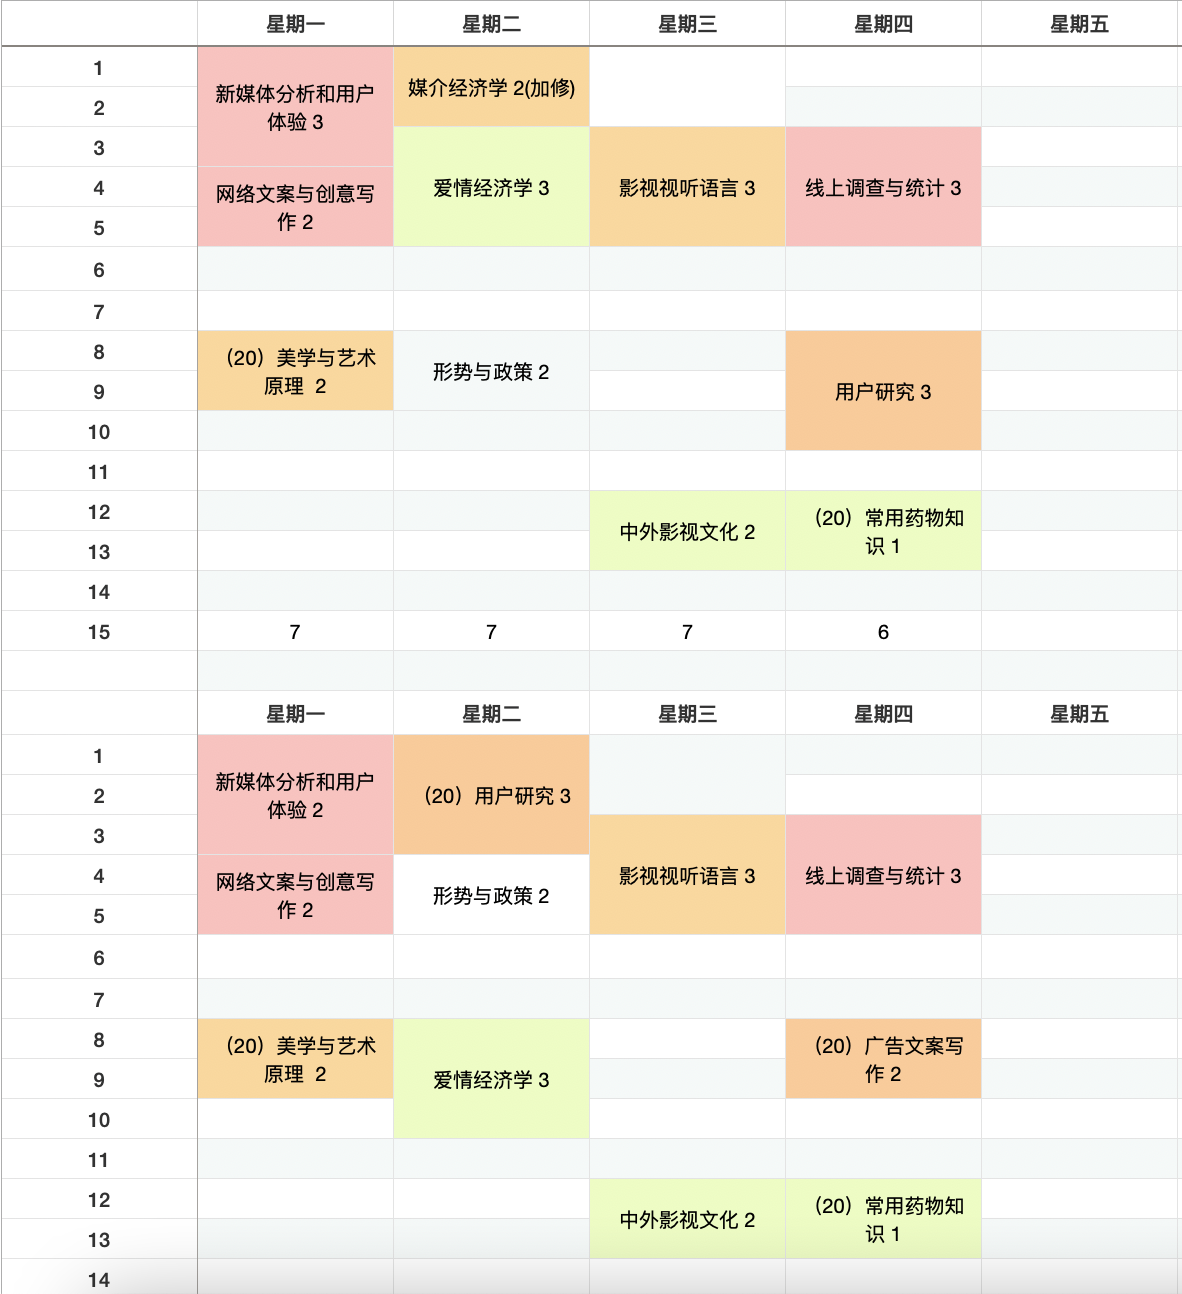 星期一 星期二 星期三 星期四 星期五
1
新媒体分析和用户
体验 3
媒介经济学 2(加修)
2
3
爱情经济学 3
影视视听语言 3
线上调查与统计 3
4
网络文案与创意写
作 2
5
6
7
8
（20）美学与艺术
原理 2
形势与政策 2
用户研究 3
9
10
11
12
中外影视文化 2
（20）常用药物知
识 1
13
14
15 7 7 7 6
星期一 星期二 星期三 星期四 星期五
1
新媒体分析和用户
体验 2
（20）用户研究 3
2
3
影视视听语言 3
线上调查与统计 3
4
网络文案与创意写
作 2
形势与政策 2
5
6
7
8
（20）美学与艺术
原理 2
爱情经济学 3
（20）广告文案写
作 2
9
10
11
12
中外影视文化 2
（20）常用药物知
识 1
13
14